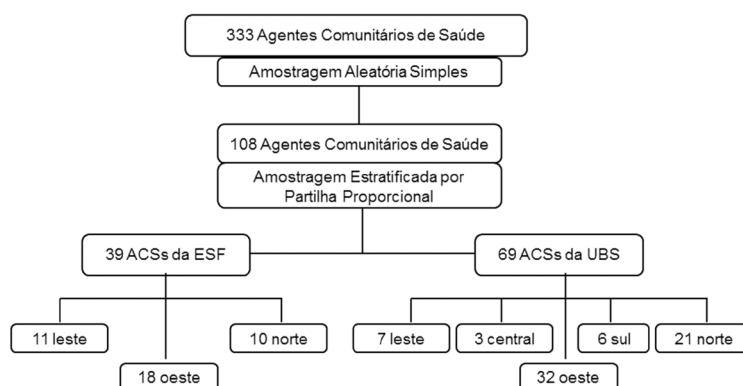 333 Agentes Comunitários de Saúde
Amostragem Aleatória Simples
108 Agentes Comunitários de Saúde
Amostragem Estratificada por
Partilha Proporcional
39 ACSs da ESF
69 ACSs da UBS
11 leste
10 norte
7 leste
3 central
6 sul
21 norte
18 oeste
32 oeste